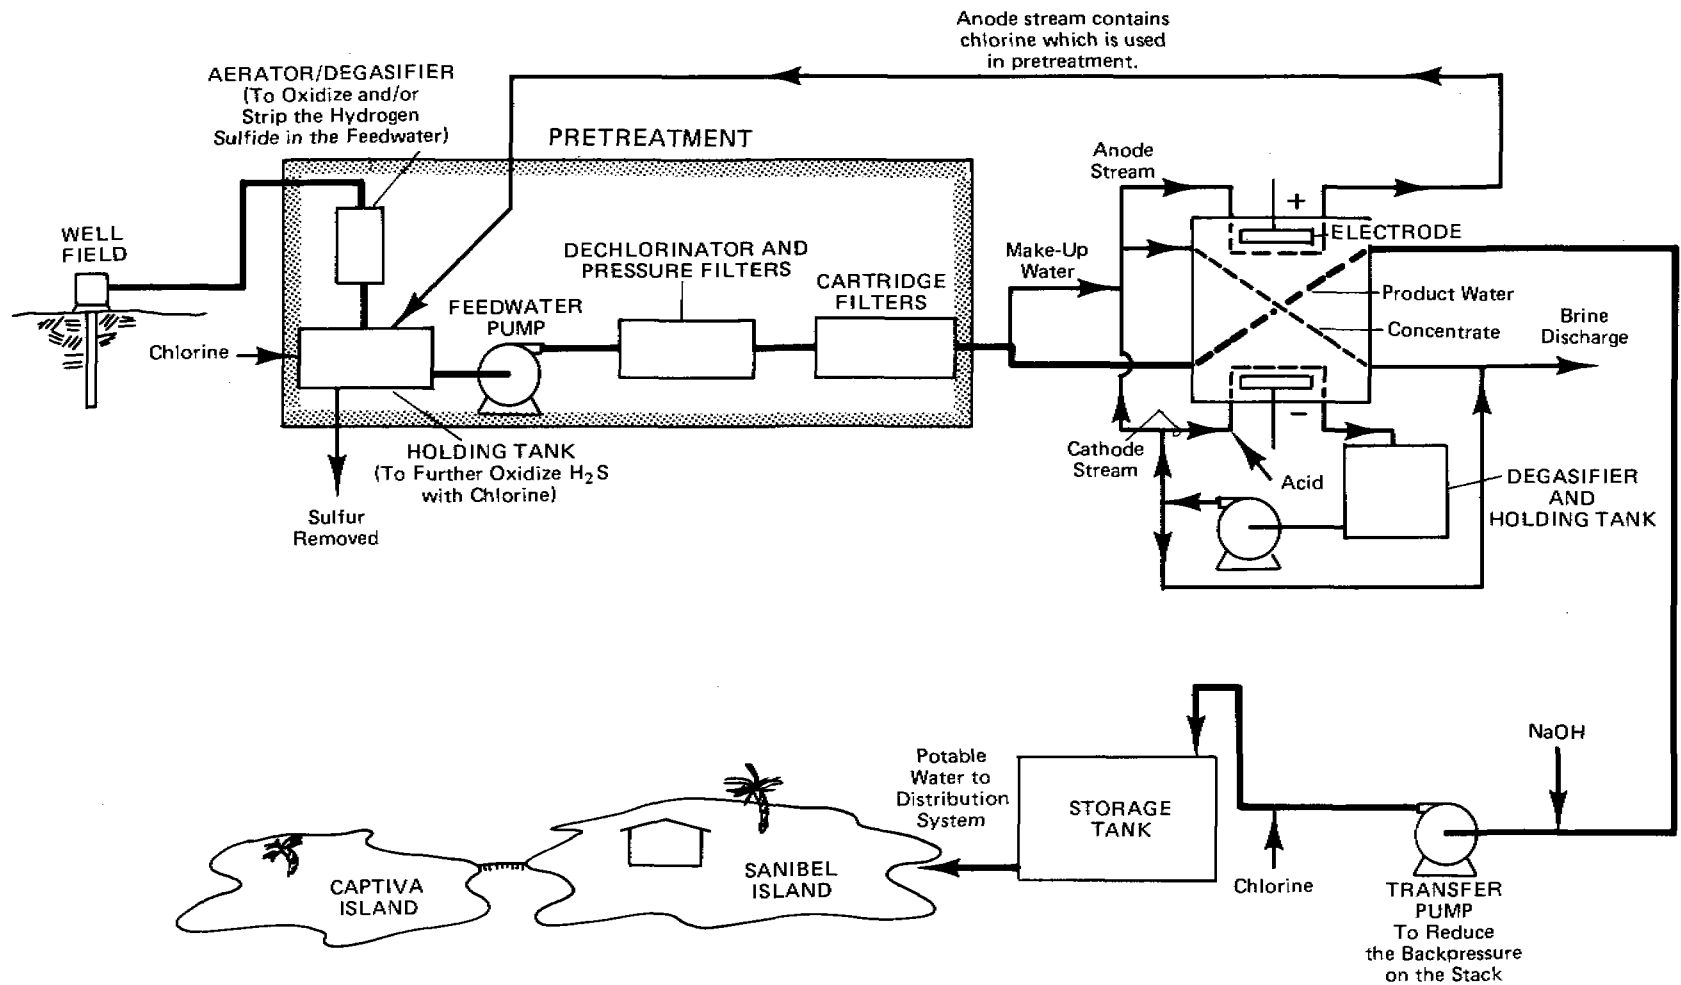 Anode stream contains
chlorine which is used
in pretreatment.
AERATOR/DEGASIFIER
(To Oxidize and/or
Strip the Hydrogen
Sulfide in the Feedwater)
PRETREATMENT
WELL
FIELD
Chlorine
FEEDWATER
PUMP
DECHLORINATOR AND
PRESSURE FILTERS
CARTRIDGE
FILTERS
HOLDING TANK
(To Further Oxidize H2S
with Chlorine)
Sulfur
Removed
Anode
Stream
Make-Up
Water
+
ELECTRODE
Product Water
Concentrate
Brine
Discharge
−
Cathode
Stream
Acid
DEGASIFIER
AND
HOLDING TANK
NaOH
Potable
Water to
Distribution
System
STORAGE
TANK
Chlorine
TRANSFER
PUMP
To Reduce
the Backpressure
on the Stack
CAPTIVA
ISLAND
SANIBEL
ISLAND